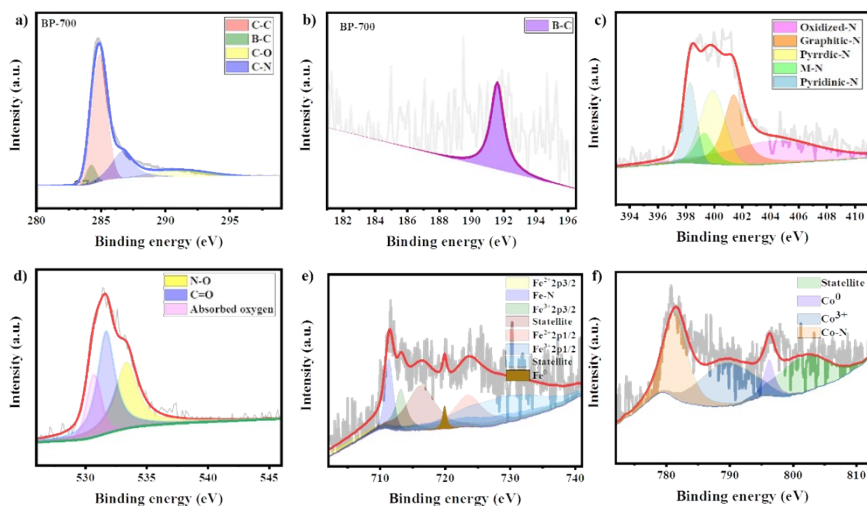 a)
BP-700
C-C
B-C
C-O
C-N
Intensity (a.u.)
280
285
290
295
Binding energy (eV)
b)
BP-700
B-C
Intensity (a.u.)
182
184
186
188
190
192
194
196
Binding energy (eV)
c)
Oxidized-N
Graphitic-N
Pyrrdic-N
M-N
Pyridinic-N
Intensity (a.u.)
394
396
398
400
402
404
406
408
410
Binding energy (eV)
d)
N-O
C=O
Absorbed oxygen
Intensity (a.u.)
530
535
540
545
Binding energy (eV)
e)
Fe²⁺2p3/2
Fe-N
Fe³⁺2p3/2
Statellite
Fe²⁺2p1/2
Fe³⁺2p1/2
Statellite
Fe⁰
Intensity (a.u.)
710
720
730
740
Binding energy (eV)
f)
Statellite
Co⁰
Co³⁺
Co-N
Intensity (a.u.)
780
790
800
810
Binding energy (eV)